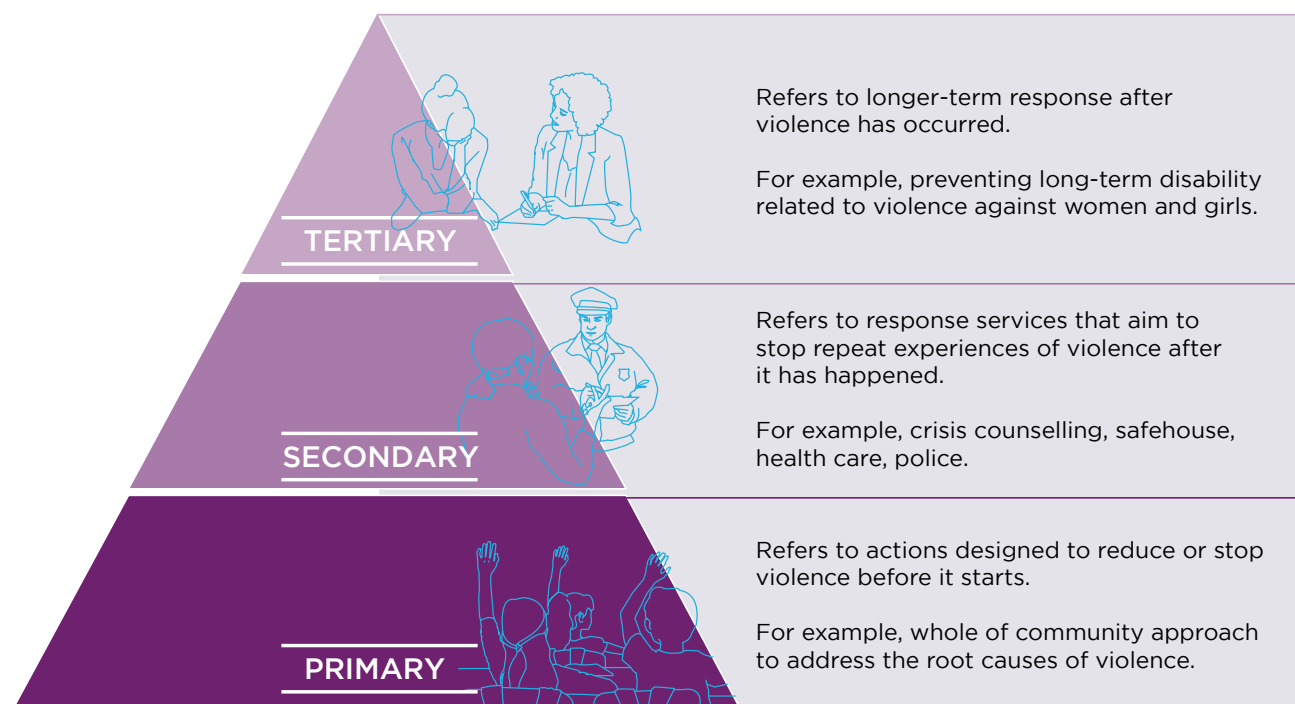 TERTIARY
Refers to longer-term response after
violence has occurred.
For example, preventing long-term disability
related to violence against women and girls.
SECONDARY
Refers to response services that aim to
stop repeat experiences of violence after
it has happened.
For example, crisis counselling, safehouse,
health care, police.
PRIMARY
Refers to actions designed to reduce or stop
violence before it starts.
For example, whole of community approach
to address the root causes of violence.